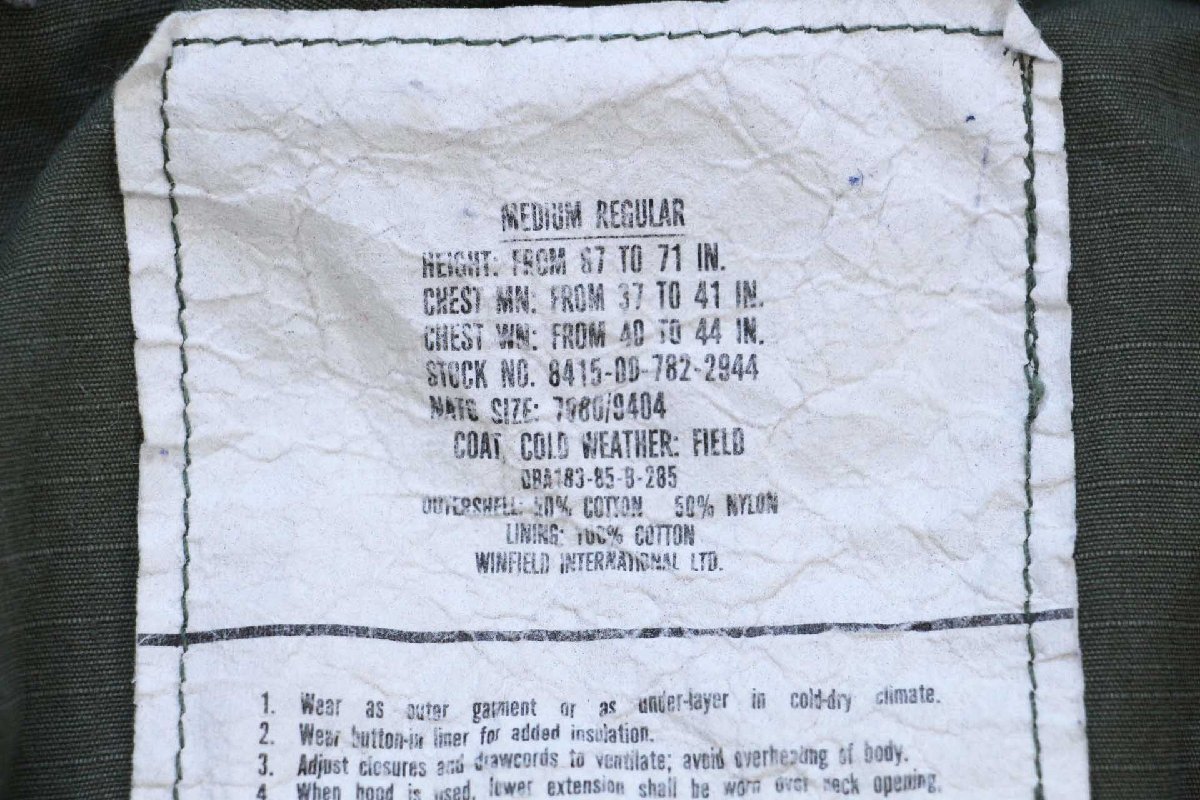 MEDIUM REGULAR
HEIGHT: FROM 67 TO 71 IN.
CHEST MN: FROM 37 TO 41 IN.
CHEST WN: FROM 40 TO 44 IN.
STOCK NO. 8415-00-782-2944
NATO SIZE: 7080/9404
COAT, COLD WEATHER: FIELD
OUTERSHELL: 50% COTTON 50% NYLON
LINING: 100% COTTON
WINFIELD INTERNATIONAL LTD.
1. Wear as outer garment or as under-layer in cold-dry climate.
2. Wear button-in liner for added insulation.
3. Adjust closures and drawcords to ventilate; avoid overheating of body.
4 When hood is used, lower extension shall be worn over neck opening.